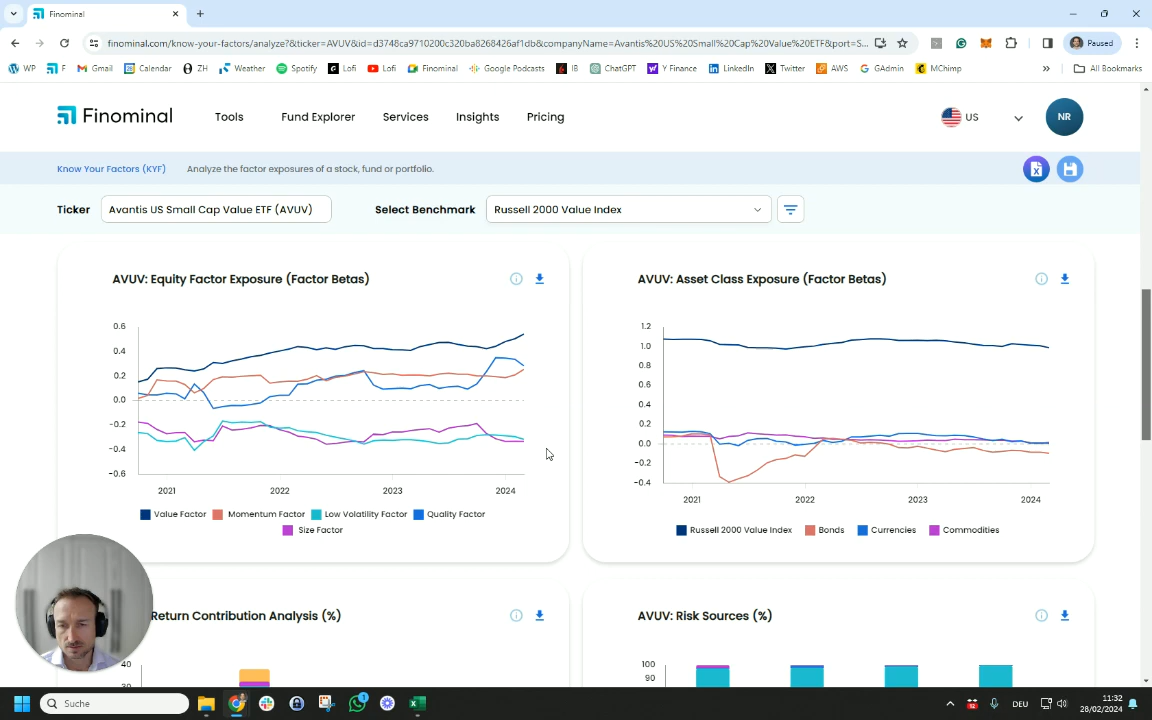 Finominal
finominal.com/know-your-factors/analyze?&ticker=AVUV&id=d3748ca9710200c320ba8268426af1db&companyName=Avantis%20US%20Small%20Cap%20Value%20ETF&port=S...
Paused
WP F Gmail Calendar ZH Weather Spotify Lofi Lofi Finominal Google Podcasts IB ChatGPT Y Finance LinkedIn Twitter AWS GAdmin MChimp » All Bookmarks
Finominal Tools Fund Explorer Services Insights Pricing US NR
Know Your Factors (KYF) Analyze the factor exposures of a stock, fund or portfolio.
Ticker Avantis US Small Cap Value ETF (AVUV) Select Benchmark Russell 2000 Value Index
AVUV: Equity Factor Exposure (Factor Betas)
0.6
0.4
0.2
0.0
-0.2
-0.4
-0.6
2021 2022 2023 2024
Value Factor Momentum Factor Low Volatility Factor Quality Factor
Size Factor
AVUV: Asset Class Exposure (Factor Betas)
1.2
1.0
0.8
0.6
0.4
0.2
0.0
-0.2
-0.4
2021 2022 2023 2024
Russell 2000 Value Index Bonds Currencies Commodities
Return Contribution Analysis (%)
40
30
AVUV: Risk Sources (%)
100
90
Suche
1
DEU
11:32
28/02/2024